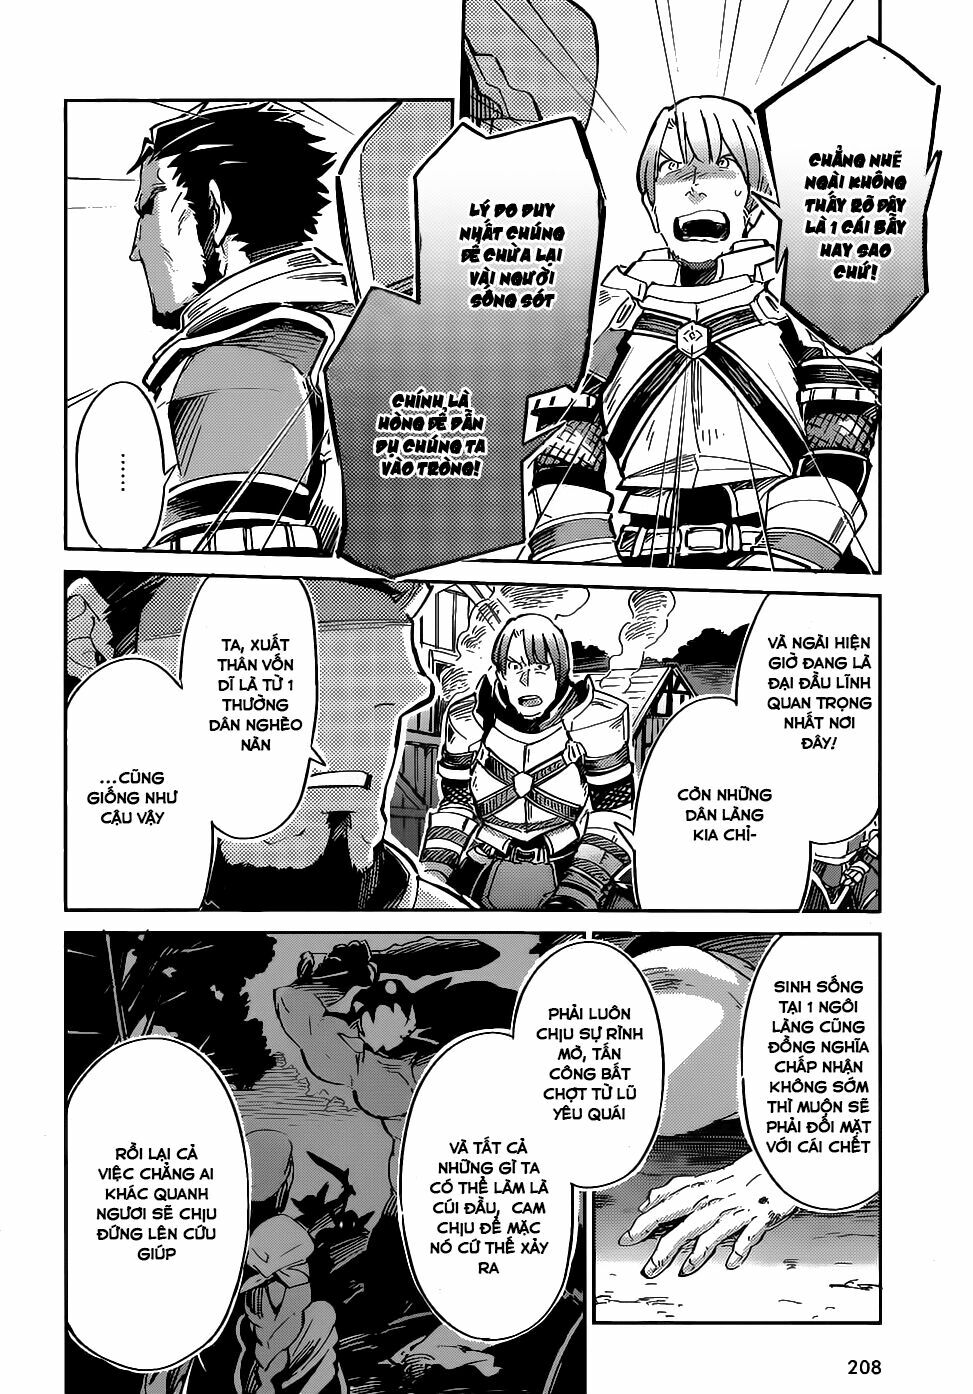 CHẲNG NHẼ
NGÀI KHÔNG
THẤY RÕ ĐÂY
LÀ 1 CÁI BẪY
HAY SAO
CHỨ!
LÝ DO DUY
NHẤT CHÚNG
ĐỂ CHỪA LẠI
VÀI NGƯỜI
SỐNG SÓT
CHÍNH LÀ
HÒNG ĐỂ DẪN
DỤ CHÚNG TA
VÀO TRÒNG!
......
VÀ NGÀI HIỆN
GIỜ ĐANG LÀ
ĐẠI ĐẦU LĨNH
QUAN TRỌNG
NHẤT NƠI
ĐÂY!
CÒN NHỮNG
DÂN LÀNG
KIA CHỈ-
TA, XUẤT
THÂN VỐN
DĨ LÀ TỪ 1
THƯỜNG
DÂN NGHÈO
NÀN
...CŨNG
GIỐNG NHƯ
CẬU VẬY
SINH SỐNG
TẠI 1 NGÔI
LÀNG CŨNG
ĐỒNG NGHĨA
CHẤP NHẬN
KHÔNG SỚM
THÌ MUỘN SẼ
PHẢI ĐỐI MẶT
VỚI CÁI CHẾT
PHẢI LUÔN
CHỊU SỰ RÌNH
MÒ, TẤN
CÔNG BẤT
CHỢT TỪ LŨ
YÊU QUÁI
VÀ TẤT CẢ
NHỮNG GÌ TA
CÓ THỂ LÀM LÀ
CÚI ĐẦU, CAM
CHỊU ĐỂ MẶC
NÓ CỨ THẾ XẢY
RA
RỒI LẠI CẢ
VIỆC CHẲNG AI
KHÁC QUANH
NGƯƠI SẼ CHỊU
ĐỨNG LÊN CỨU
GIÚP
208